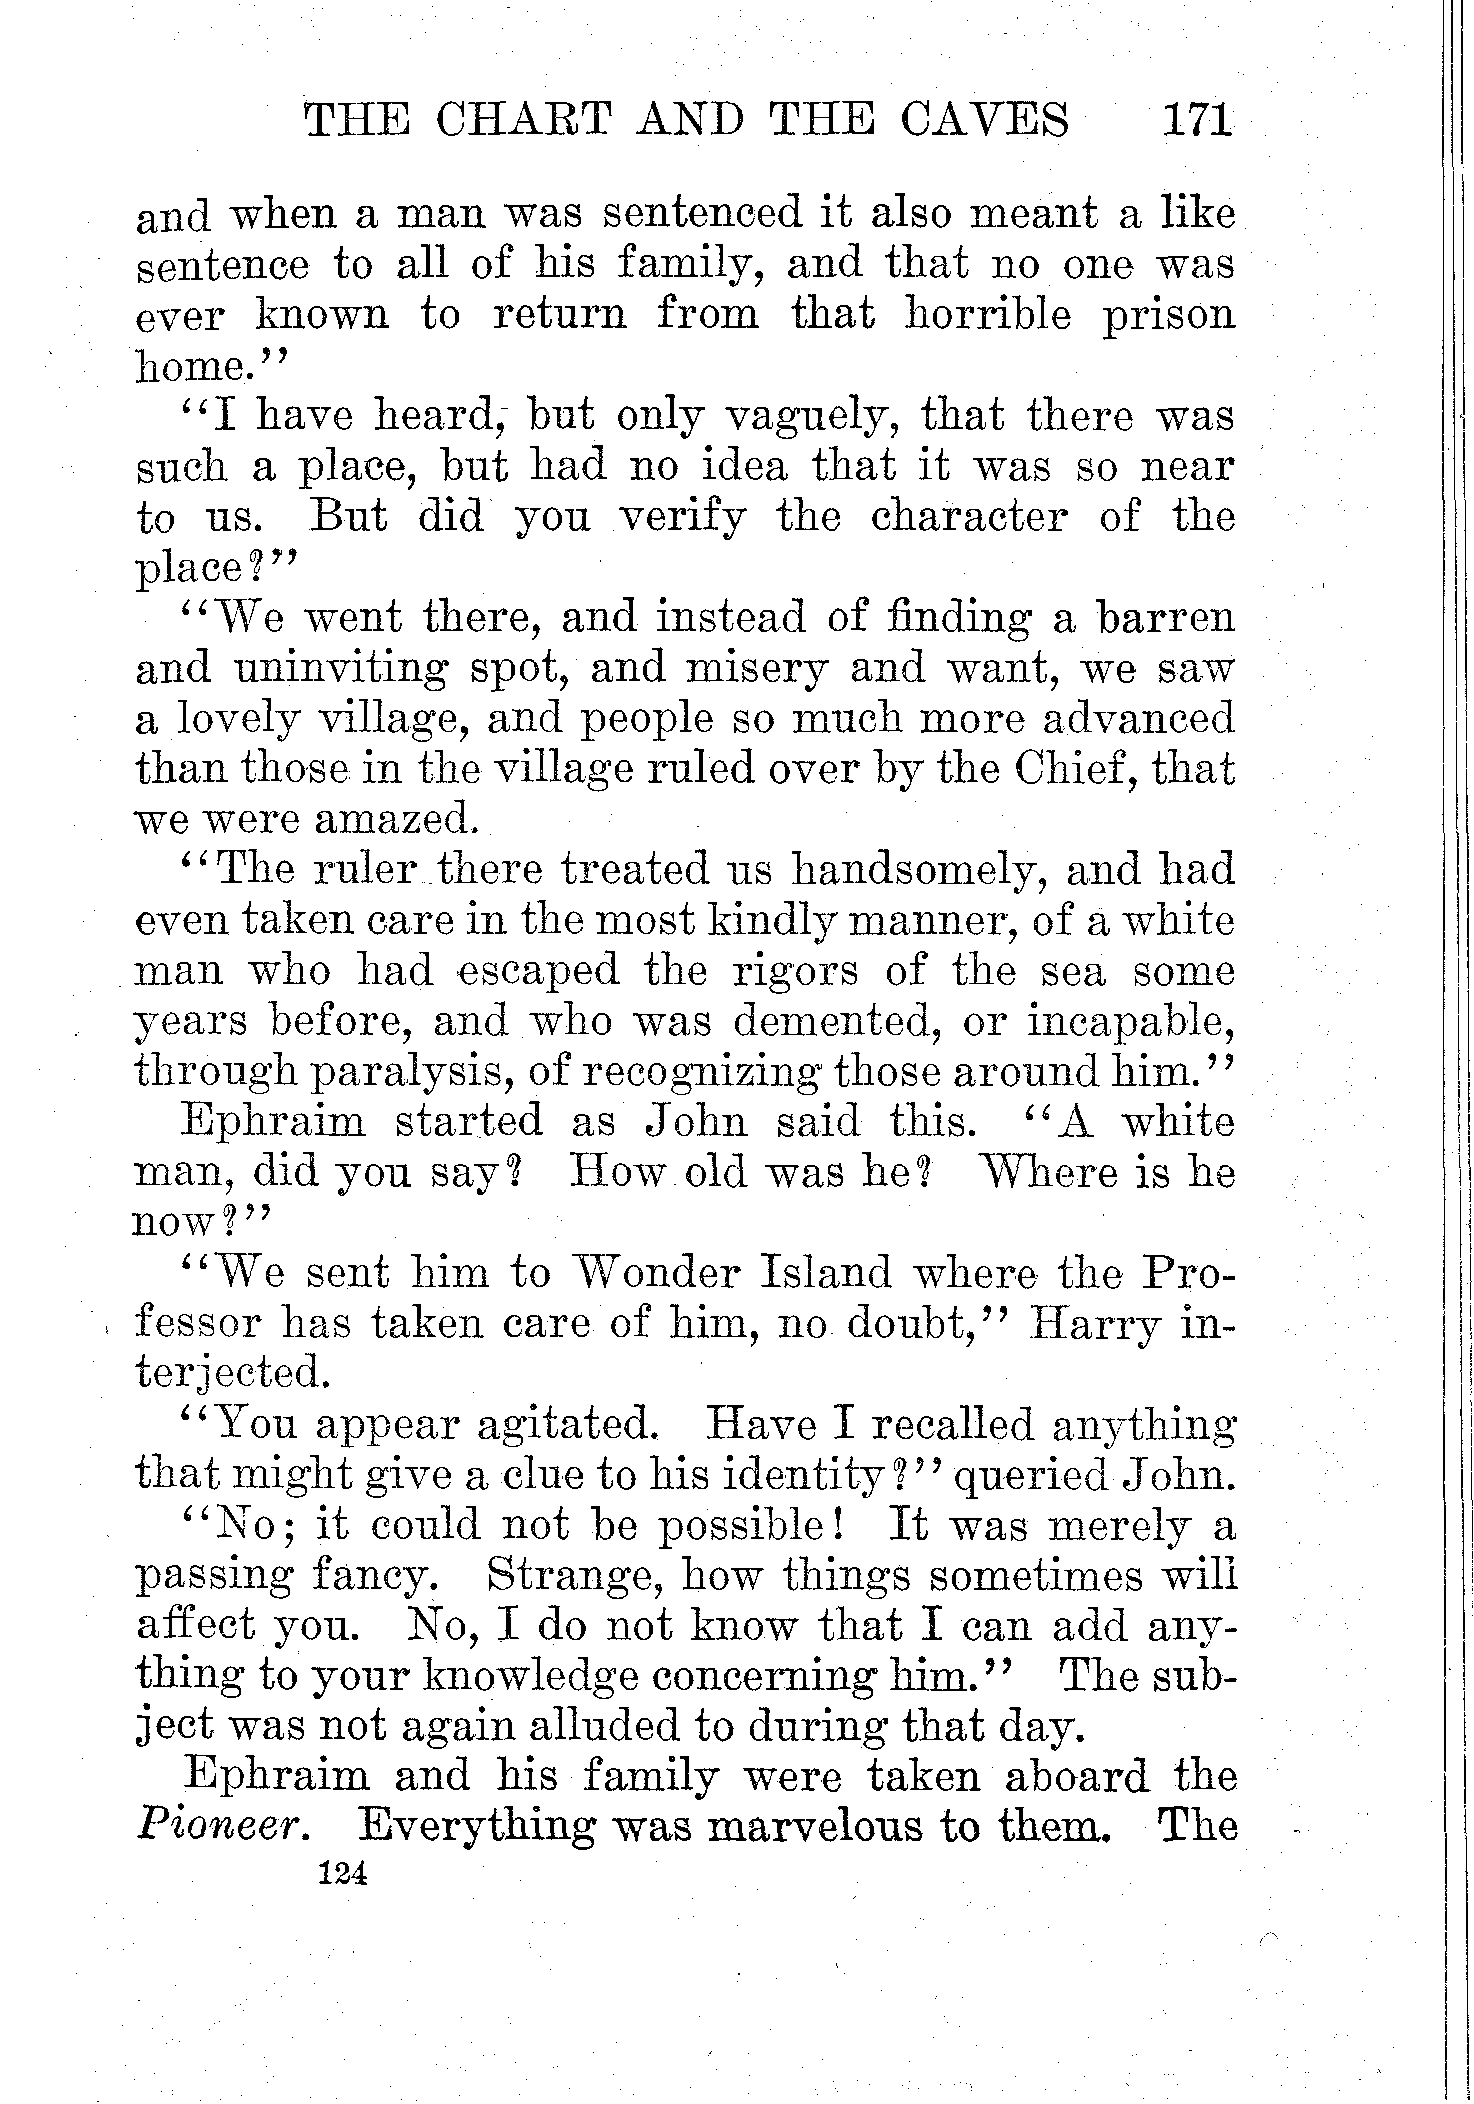 THE CHART AND THE CAVES 171
and when a man was sentenced it also meant a like
sentence to all of his family, and that no one was
ever known to return from that horrible prison
home."
"I have heard, but only vaguely, that there was
such a place, but had no idea that it was so near
to us. But did you verify the character of the
place?"
"We went there, and instead of finding a barren
and uninviting spot, and misery and want, we saw
a lovely village, and people so much more advanced
than those in the village ruled over by the Chief, that
we were amazed.
"The ruler there treated us handsomely, and had
even taken care in the most kindly manner, of a white
man who had escaped the rigors of the sea some
years before, and who was demented, or incapable,
through paralysis, of recognizing those around him."
Ephraim started as John said this. "A white
man, did you say? How old was he? Where is he
now?"
"We sent him to Wonder Island where the Pro-
fessor has taken care of him, no doubt," Harry in-
terjected.
"You appear agitated. Have I recalled anything
that might give a clue to his identity?" queried John.
"No; it could not be possible! It was merely a
passing fancy. Strange, how things sometimes will
affect you. No, I do not know that I can add any-
thing to your knowledge concerning him." The sub-
ject was not again alluded to during that day.
Ephraim and his family were taken aboard the
Pioneer. Everything was marvelous to them. The
124